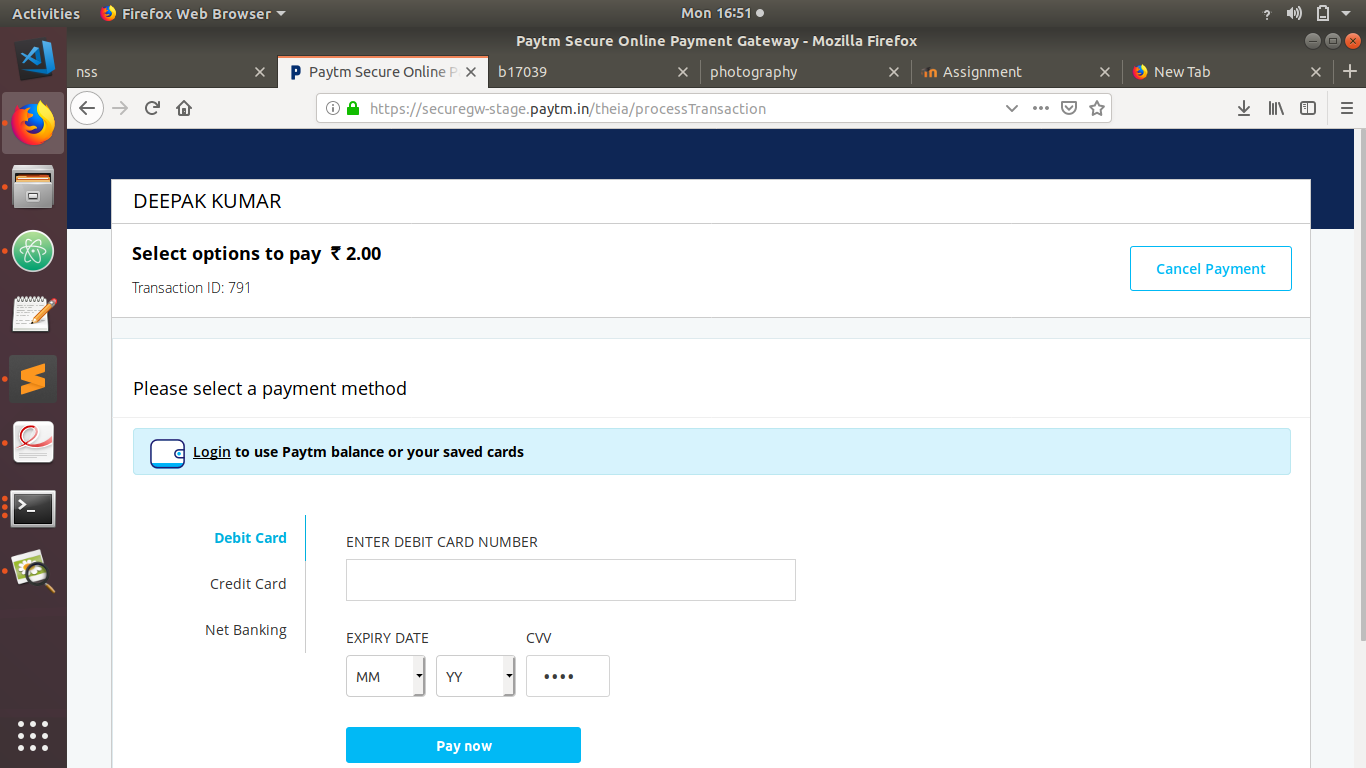 Activities Firefox Web Browser Mon 16:51 ?
Paytm Secure Online Payment Gateway - Mozilla Firefox
nss Paytm Secure Online P b17039 photography Assignment New Tab
https://securegw-stage.paytm.in/theia/processTransaction
DEEPAK KUMAR
Select options to pay ₹ 2.00
Cancel Payment
Transaction ID: 791
Please select a payment method
Login to use Paytm balance or your saved cards
Debit Card
Credit Card
Net Banking
ENTER DEBIT CARD NUMBER
EXPIRY DATE CVV
MM YY ••••
Pay now